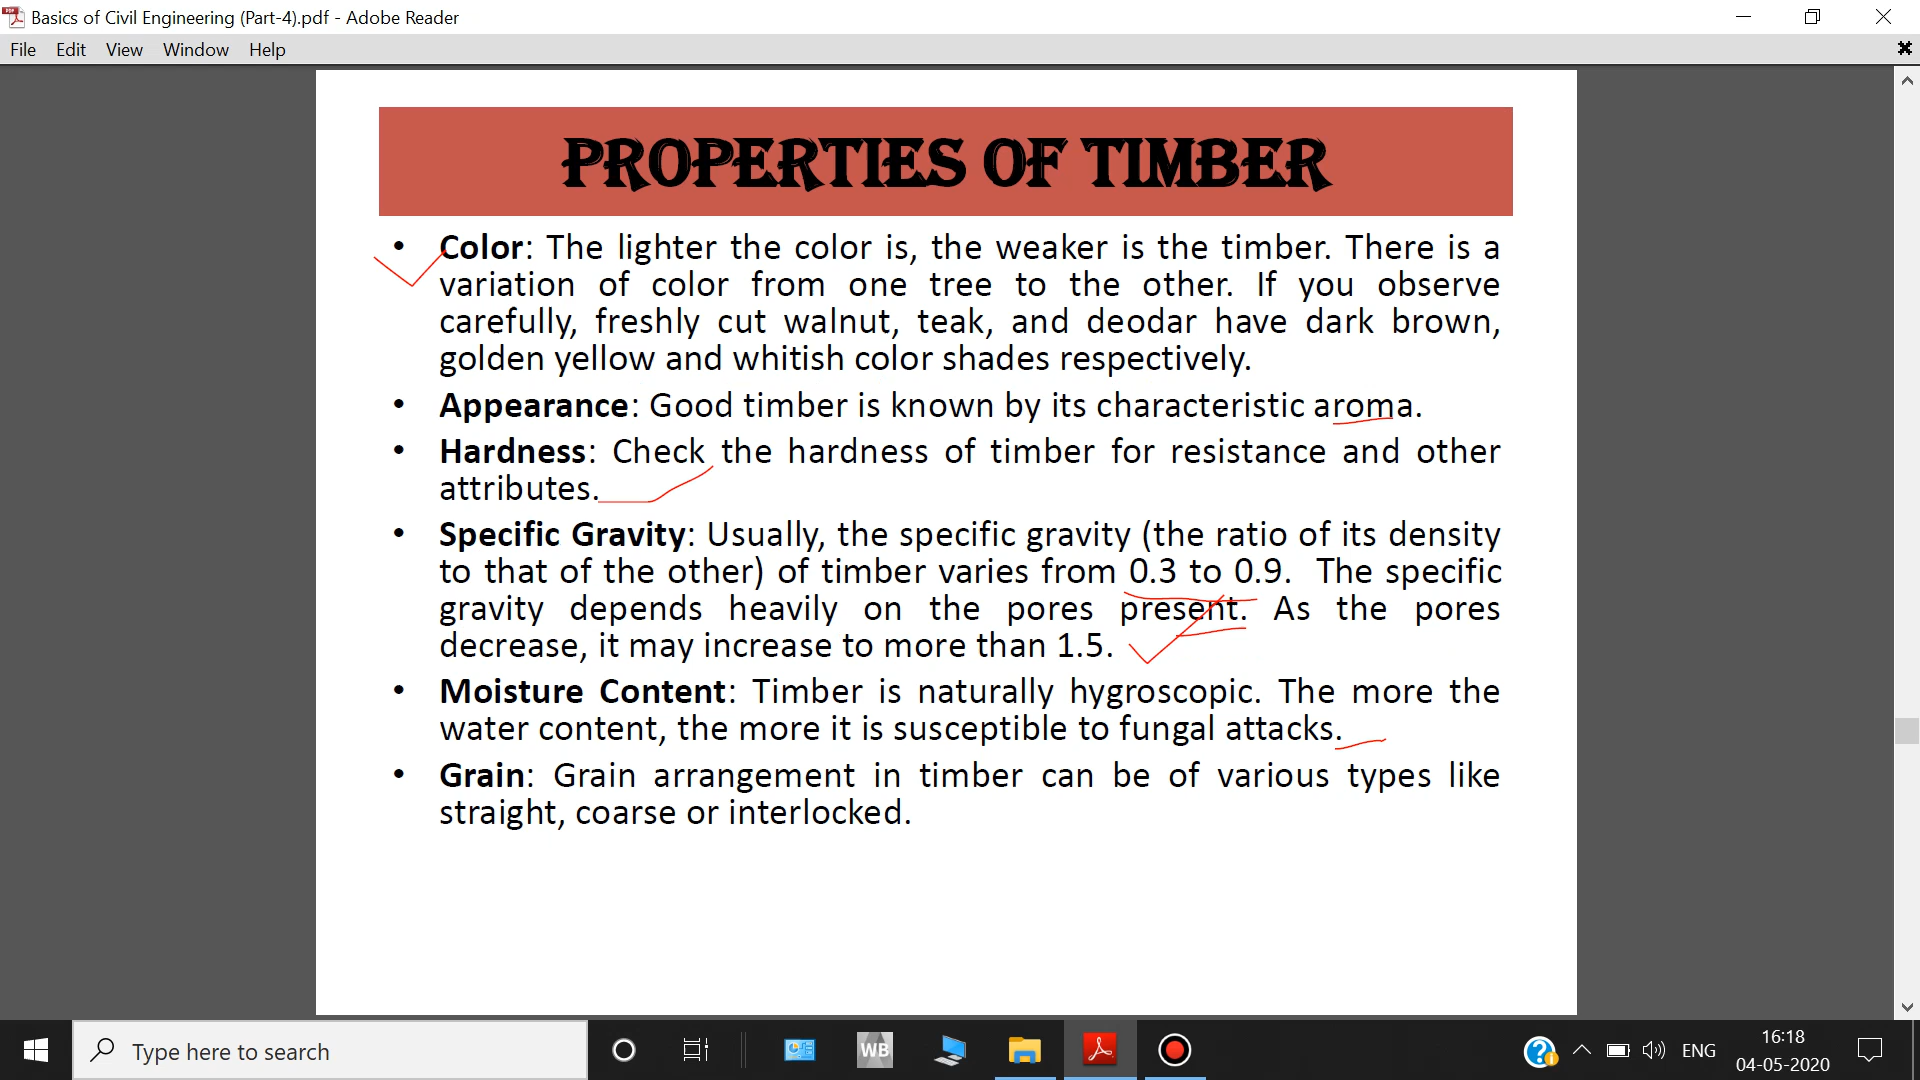 Basics of Civil Engineering (Part-4).pdf - Adobe Reader
File Edit View Window Help
PROPERTIES OF TIMBER
• Color: The lighter the color is, the weaker is the timber. There is a
variation of color from one tree to the other. If you observe
carefully, freshly cut walnut, teak, and deodar have dark brown,
golden yellow and whitish color shades respectively.
• Appearance: Good timber is known by its characteristic aroma.
• Hardness: Check the hardness of timber for resistance and other
attributes.
• Specific Gravity: Usually, the specific gravity (the ratio of its density
to that of the other) of timber varies from 0.3 to 0.9. The specific
gravity depends heavily on the pores present. As the pores
decrease, it may increase to more than 1.5.
• Moisture Content: Timber is naturally hygroscopic. The more the
water content, the more it is susceptible to fungal attacks.
• Grain: Grain arrangement in timber can be of various types like
straight, coarse or interlocked.
Type here to search
WB
ENG
16:18
04-05-2020